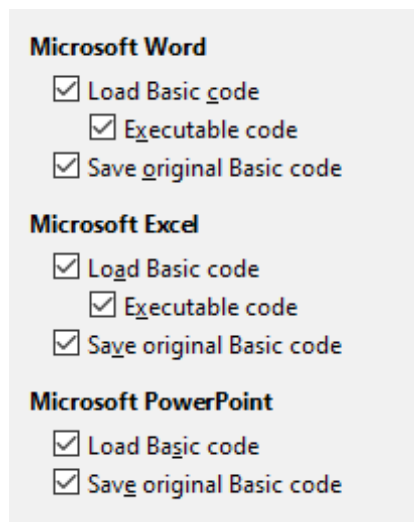 Microsoft Word
Load Basic code
Executable code
Save original Basic code
Microsoft Excel
Load Basic code
Executable code
Save original Basic code
Microsoft PowerPoint
Load Basic code
Save original Basic code